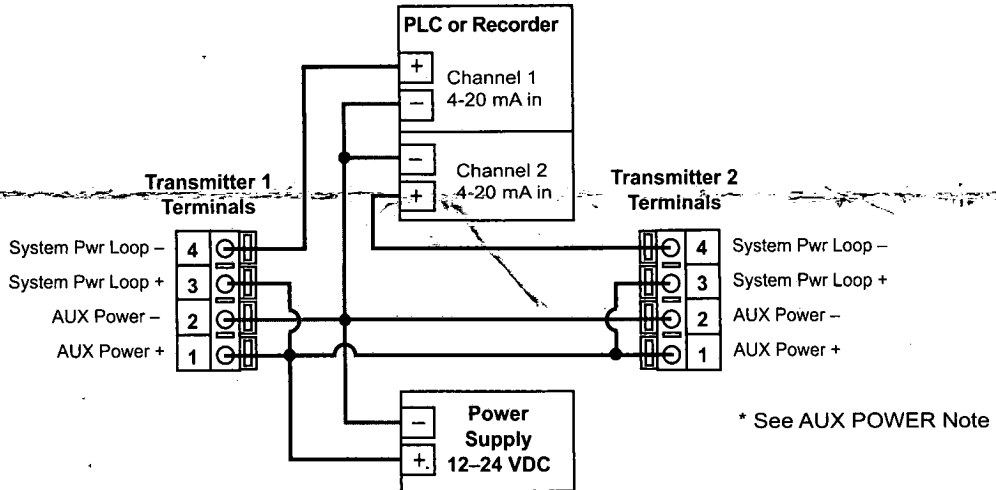 PLC or Recorder
+
Channel 1
4-20 mA in
−
−
Channel 2
4-20 mA in
+
Transmitter 1
Terminals
System Pwr Loop – 4
System Pwr Loop + 3
AUX Power – 2
AUX Power + 1
Transmitter 2
Terminals
4 System Pwr Loop –
3 System Pwr Loop +
2 AUX Power –
1 AUX Power +
−
+
Power
Supply
12–24 VDC
* See AUX POWER Note